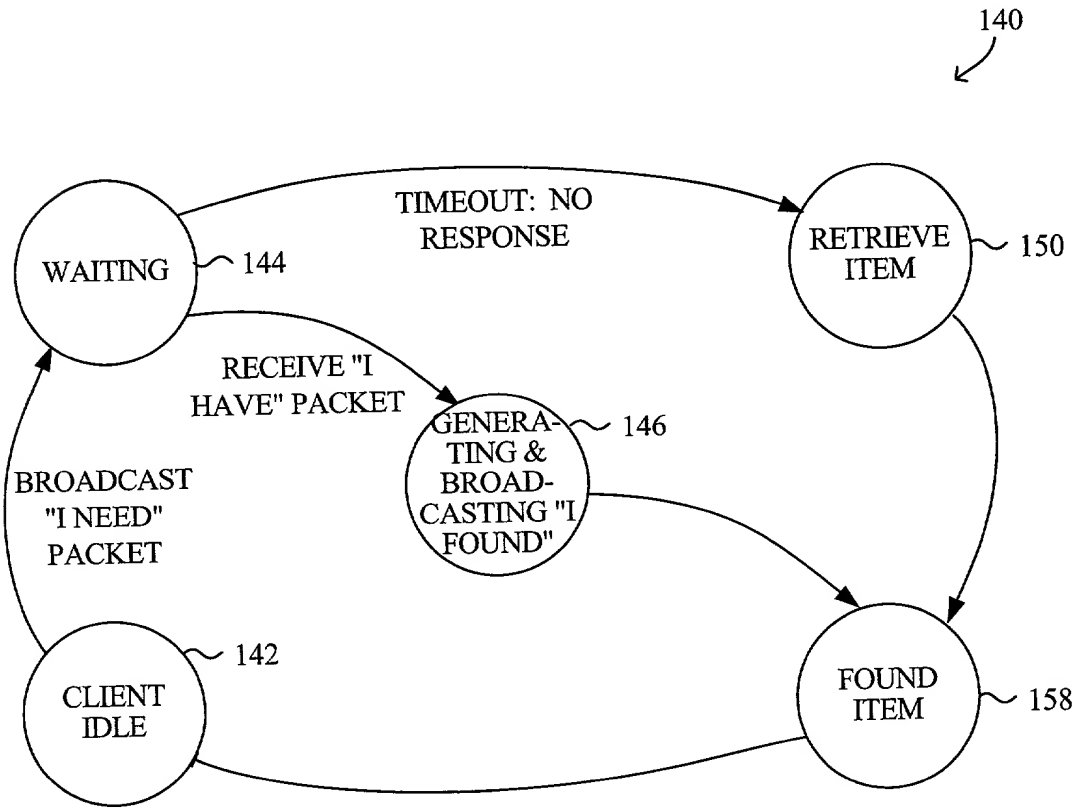 140
TIMEOUT: NO
RESPONSE
WAITING
144
RETRIEVE
ITEM
150
RECEIVE "I
HAVE" PACKET
GENERA-
TING &
BROAD-
CASTING "I
FOUND"
146
BROADCAST
"I NEED"
PACKET
CLIENT
IDLE
142
FOUND
ITEM
158